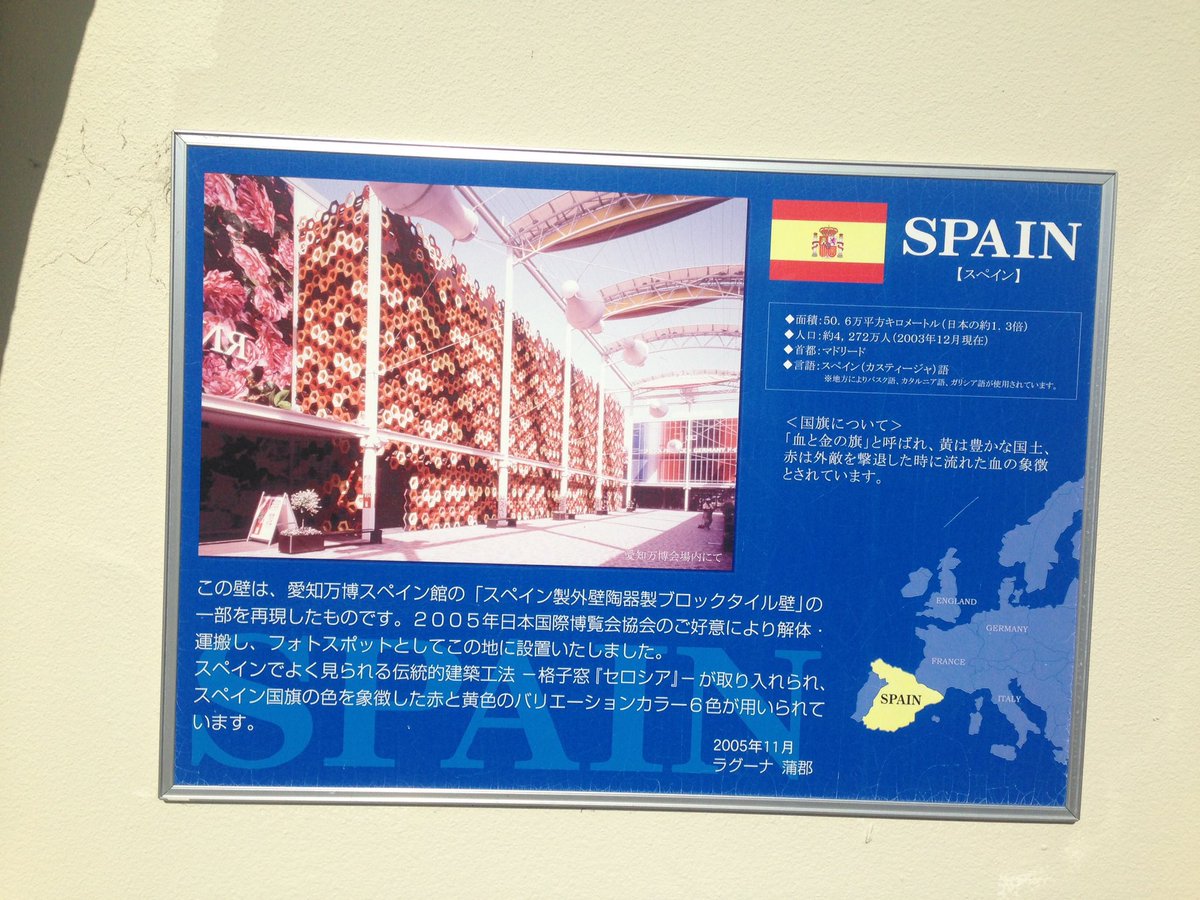 SPAIN
【スペイン】
◆面積:50. 6万平方キロメートル(日本の約1. 3倍)
◆人口:約4, 272万人(2003年12月現在)
◆首都:マドリード
◆言語:スペイン(カスティージャ)語
※地方によりバスク語、カタルニア語、ガリシア語が使用されています。
<国旗について>
「血と金の旗」と呼ばれ、黄は豊かな国土、
赤は外敵を撃退した時に流れた血の象徴
とされています。
愛知万博会場内にて
この壁は、愛知万博スペイン館の「スペイン製外壁陶器製ブロックタイル壁」の
一部を再現したものです。2005年日本国際博覧会協会のご好意により解体・
運搬し、フォトスポットとしてこの地に設置いたしました。
スペインでよく見られる伝統的建築工法 −格子窓『セロシア』−が取り入れられ、
スペイン国旗の色を象徴した赤と黄色のバリエーションカラー6色が用いられて
います。
2005年11月
ラグーナ 蒲郡
SPAIN
ENGLAND
GERMANY
FRANCE
ITALY
SPAIN